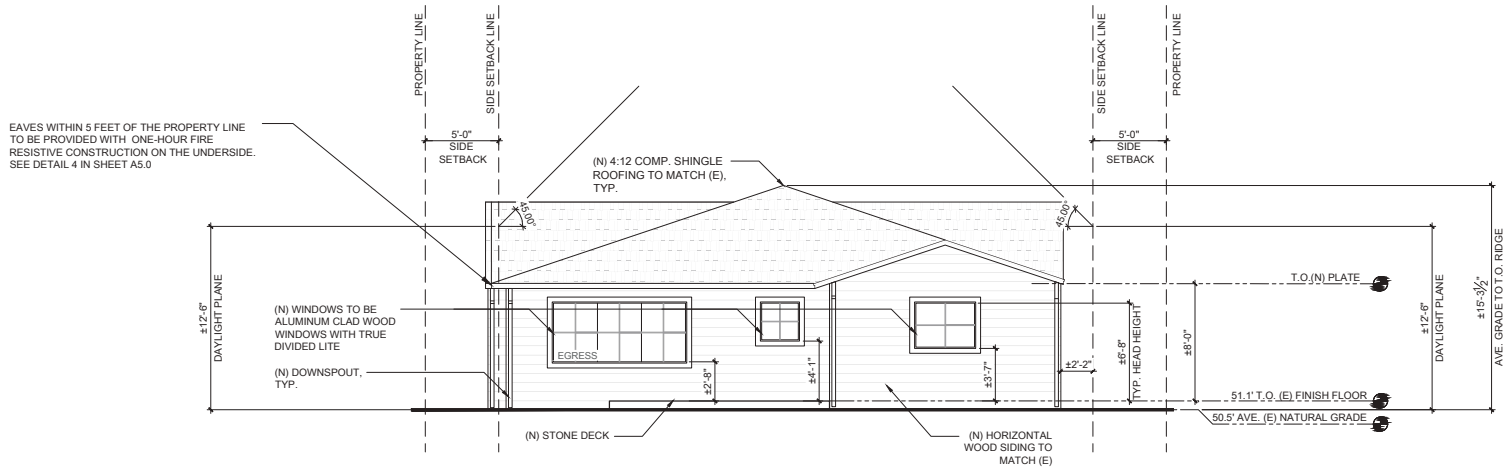 PROPERTY LINE
SIDE SETBACK LINE
SIDE SETBACK LINE
PROPERTY LINE
EAVES WITHIN 5 FEET OF THE PROPERTY LINE
TO BE PROVIDED WITH ONE-HOUR FIRE
RESISTIVE CONSTRUCTION ON THE UNDERSIDE.
SEE DETAIL 4 IN SHEET A5.0
5'-0"
SIDE
SETBACK
5'-0"
SIDE
SETBACK
(N) 4:12 COMP. SHINGLE
ROOFING TO MATCH (E),
TYP.
45.00°
45.00°
±12'-6"
DAYLIGHT PLANE
(N) WINDOWS TO BE
ALUMINUM CLAD WOOD
WINDOWS WITH TRUE
DIVIDED LITE
EGRESS
(N) DOWNSPOUT,
TYP.
±2'-8"
±4'-1"
±3'-7"
±2'-2"
±6'-8"
TYP. HEAD HEIGHT
±8'-0"
±12'-6"
DAYLIGHT PLANE
±15'-3½"
AVE. GRADE TO T.O. RIDGE
T.O.(N) PLATE
51.1' T.O. (E) FINISH FLOOR
50.5' AVE. (E) NATURAL GRADE
(N) STONE DECK
(N) HORIZONTAL
WOOD SIDING TO
MATCH (E)